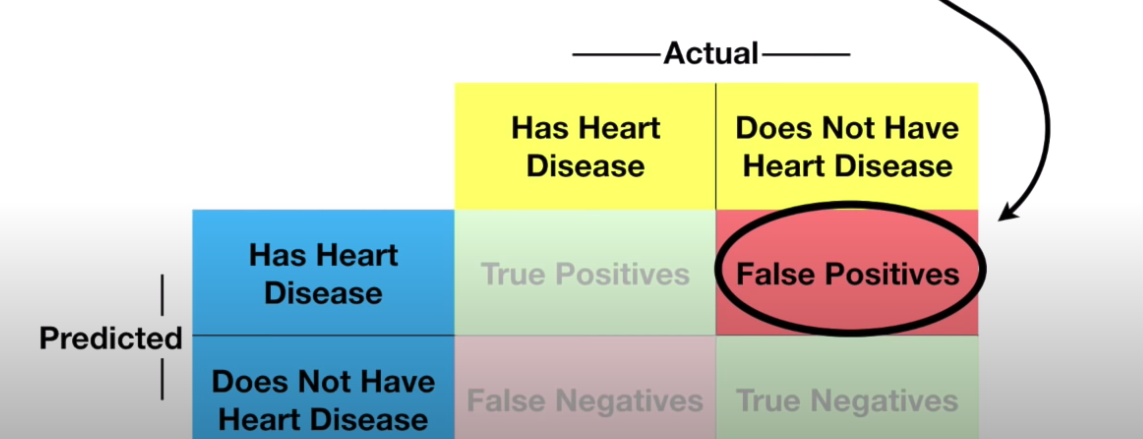 Actual
Has Heart
Disease
Does Not Have
Heart Disease
Has Heart
Disease
True Positives
False Positives
Predicted
Does Not Have
Heart Disease
False Negatives
True Negatives